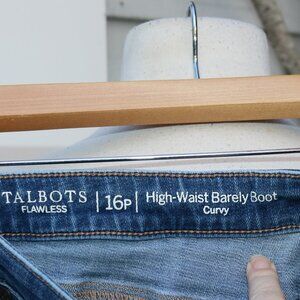 TALBOTS
FLAWLESS
16P
High-Waist Barely Boot
Curvy